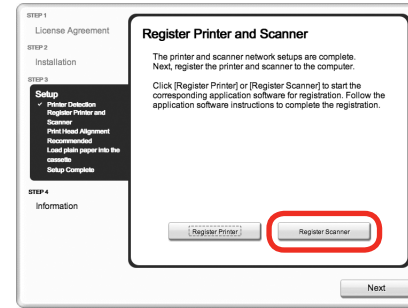 STEP 1
License Agreement
STEP 2
Installation
STEP 3
Setup
✓ Printer Detection
Register Printer and
Scanner
Print Head Alignment
Recommended
Load plain paper into the
cassette
Setup Complete
STEP 4
Information
Register Printer and Scanner
The printer and scanner network setups are complete.
Next, register the printer and scanner to the computer.
Click [Register Printer] or [Register Scanner] to start the
corresponding application software for registration. Follow the
application software instructions to complete the registration.
Register Printer
Register Scanner
Next